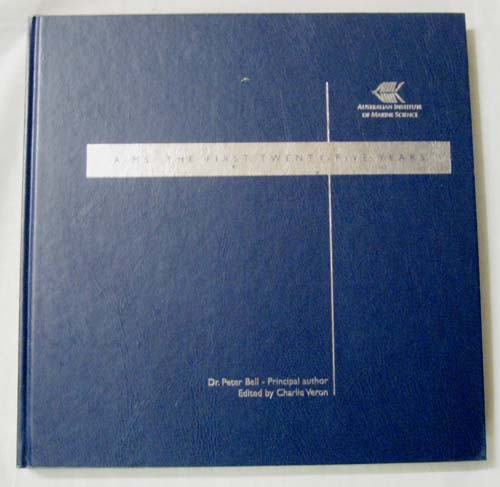 AUSTRALIAN INSTITUTE
OF MARINE SCIENCE
AIMS: THE FIRST TWENTY-FIVE YEARS
Dr. Peter Bell - Principal author
Edited by Charlie Veron